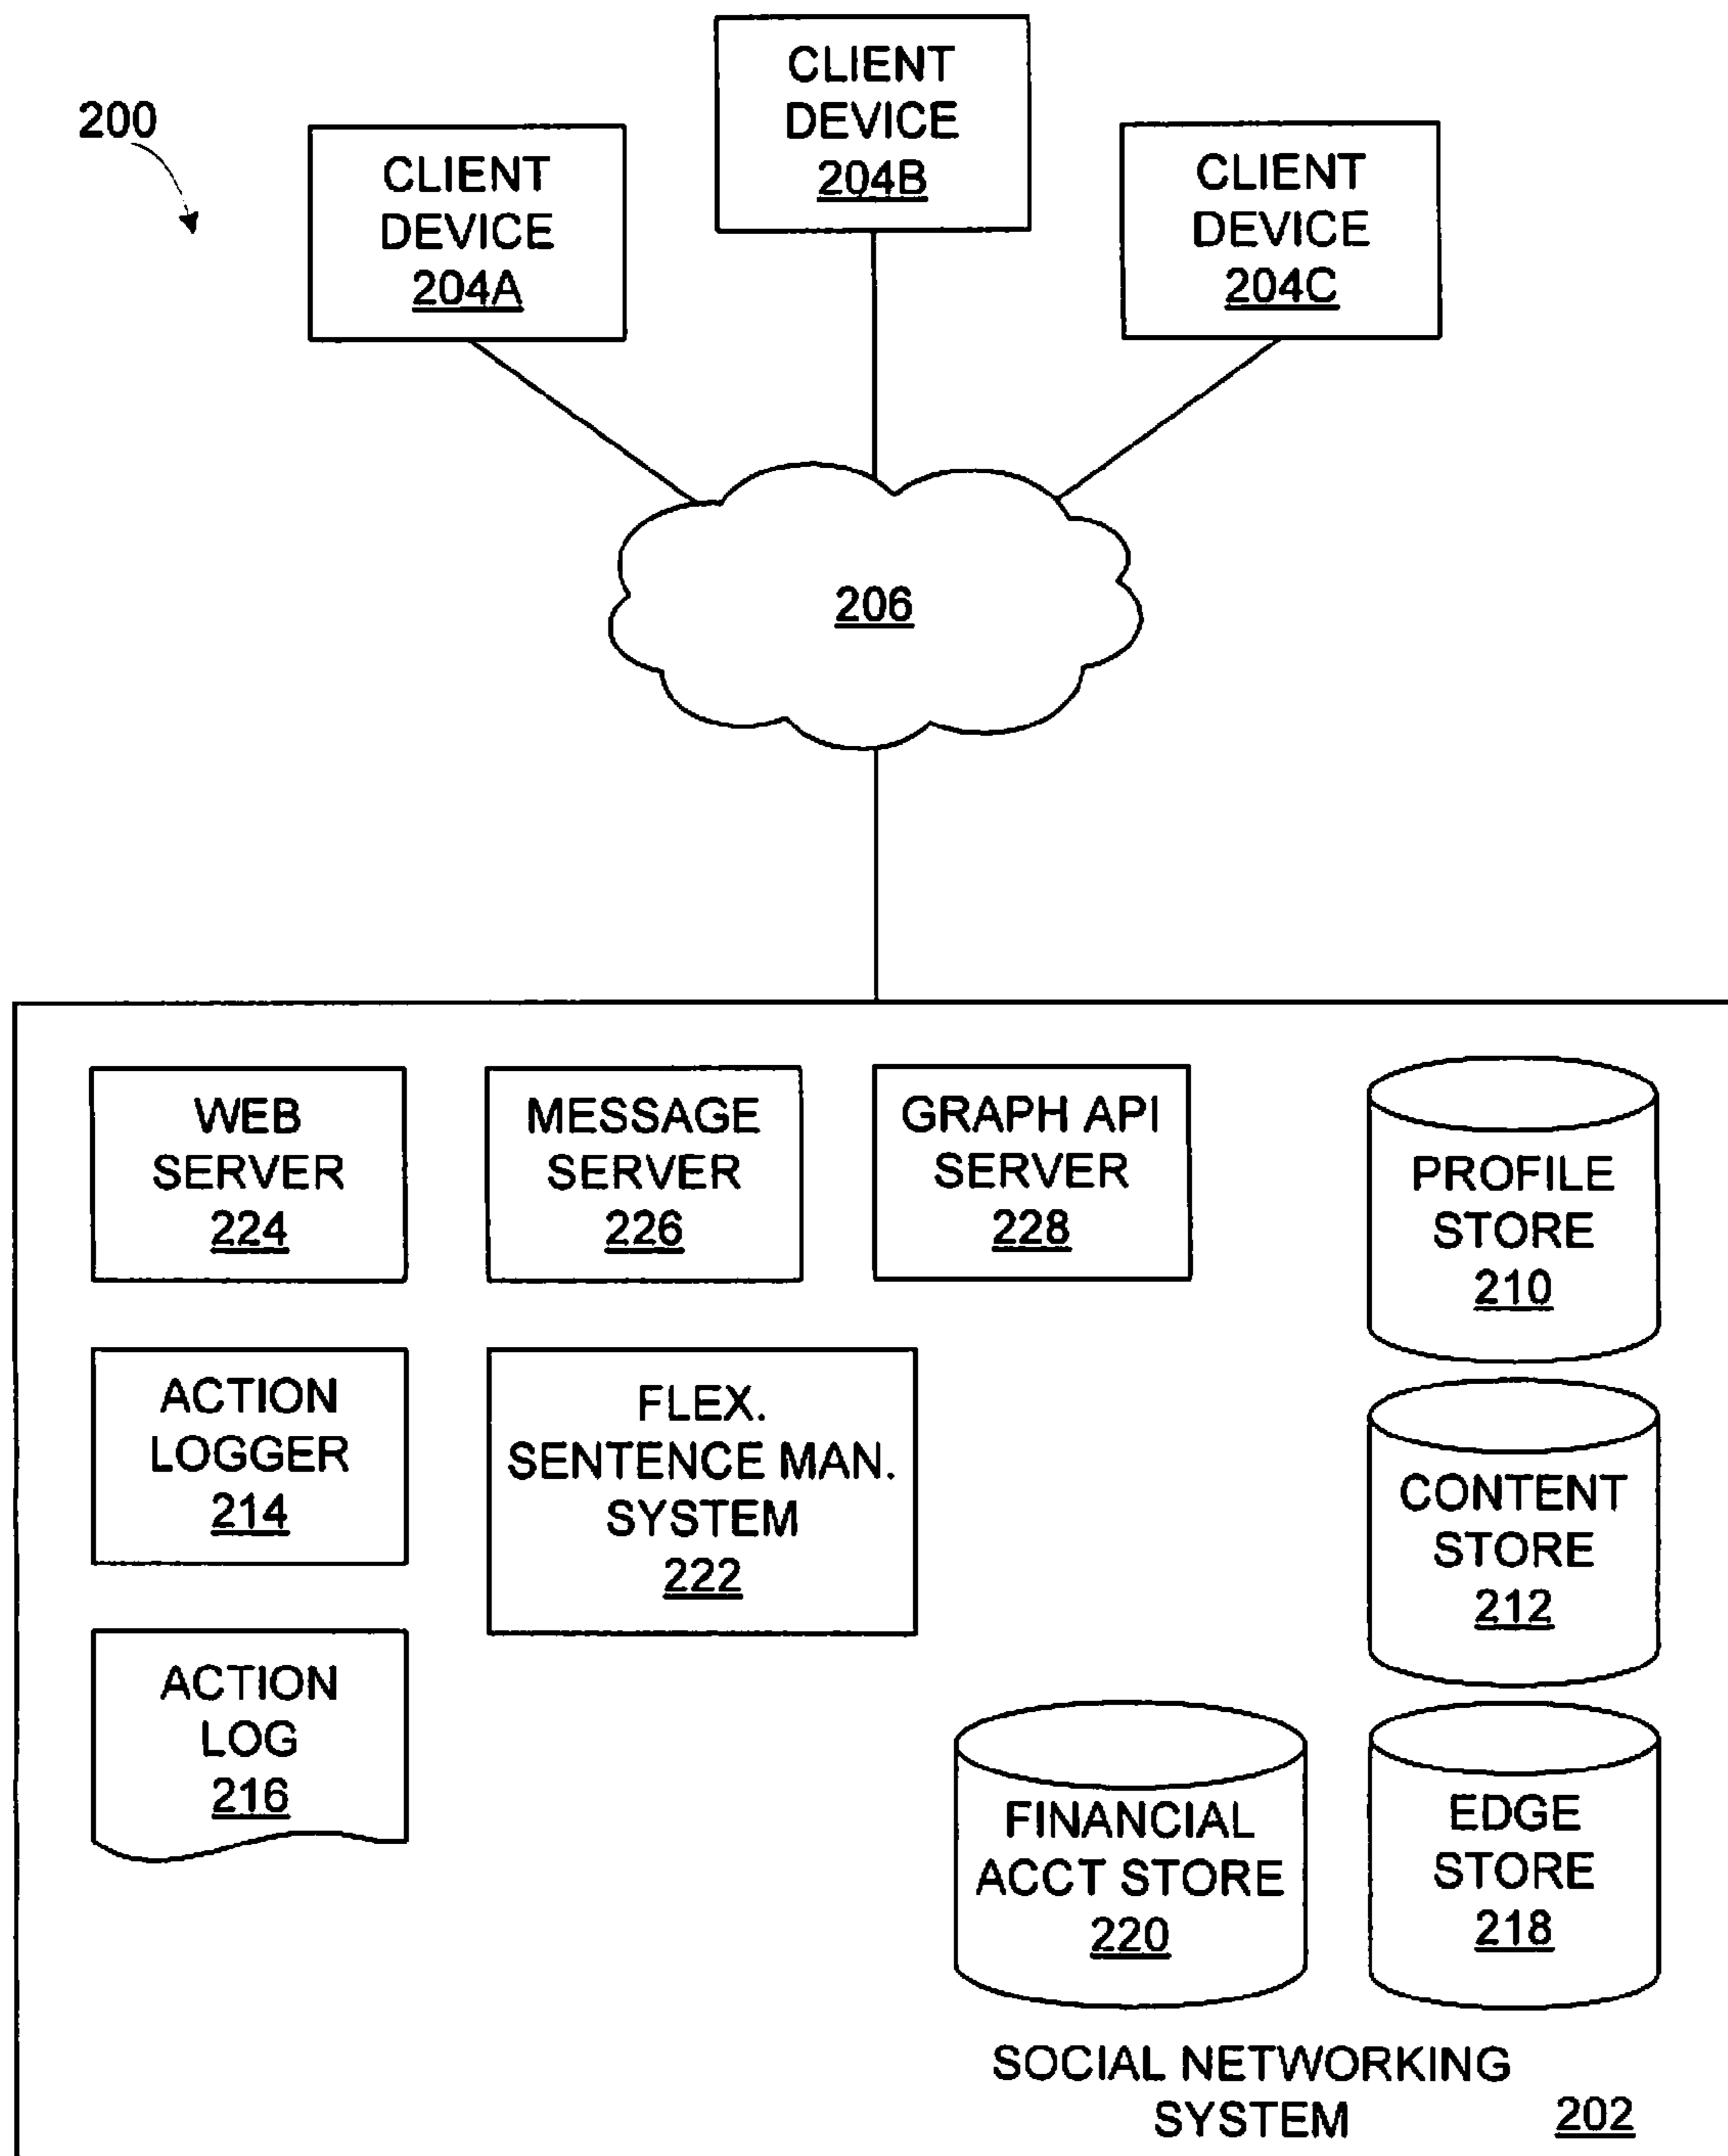 200
CLIENT
DEVICE
204A
CLIENT
DEVICE
204B
CLIENT
DEVICE
204C
206
WEB
SERVER
224
MESSAGE
SERVER
226
GRAPH API
SERVER
228
PROFILE
STORE
210
ACTION
LOGGER
214
FLEX.
SENTENCE MAN.
SYSTEM
222
CONTENT
STORE
212
ACTION
LOG
216
FINANCIAL
ACCT STORE
220
EDGE
STORE
218
SOCIAL NETWORKING
SYSTEM 202